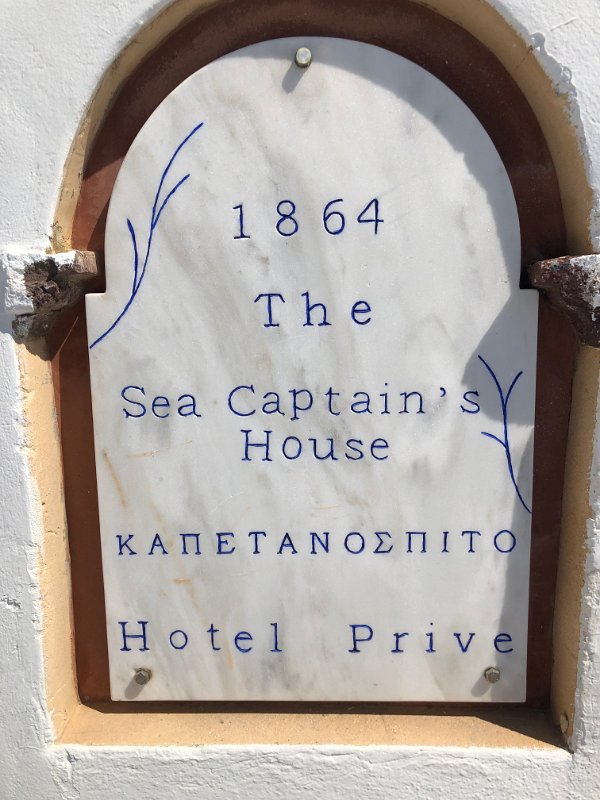 1864
The
Sea Captain's
House
ΚΑΠΕΤΑΝΟΣΠΙΤΟ
Hotel Prive